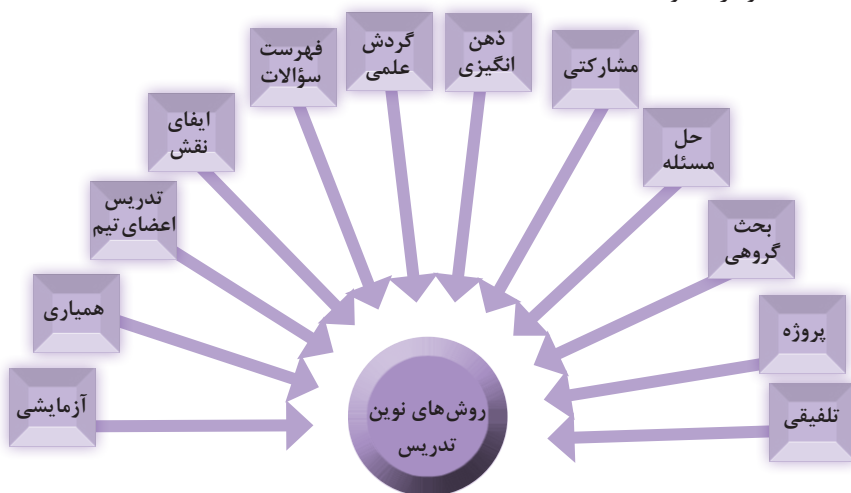 مشارکتی
ذهن
انگیزی
گردش
علمی
فهرست
سؤالات
حل
مسئله
ایفای
نقش
بحث
گروهی
تدریس
اعضای تیم
پروژه
همیاری
تلفیقی
آزمایشی
روش‌های نوین
تدریس